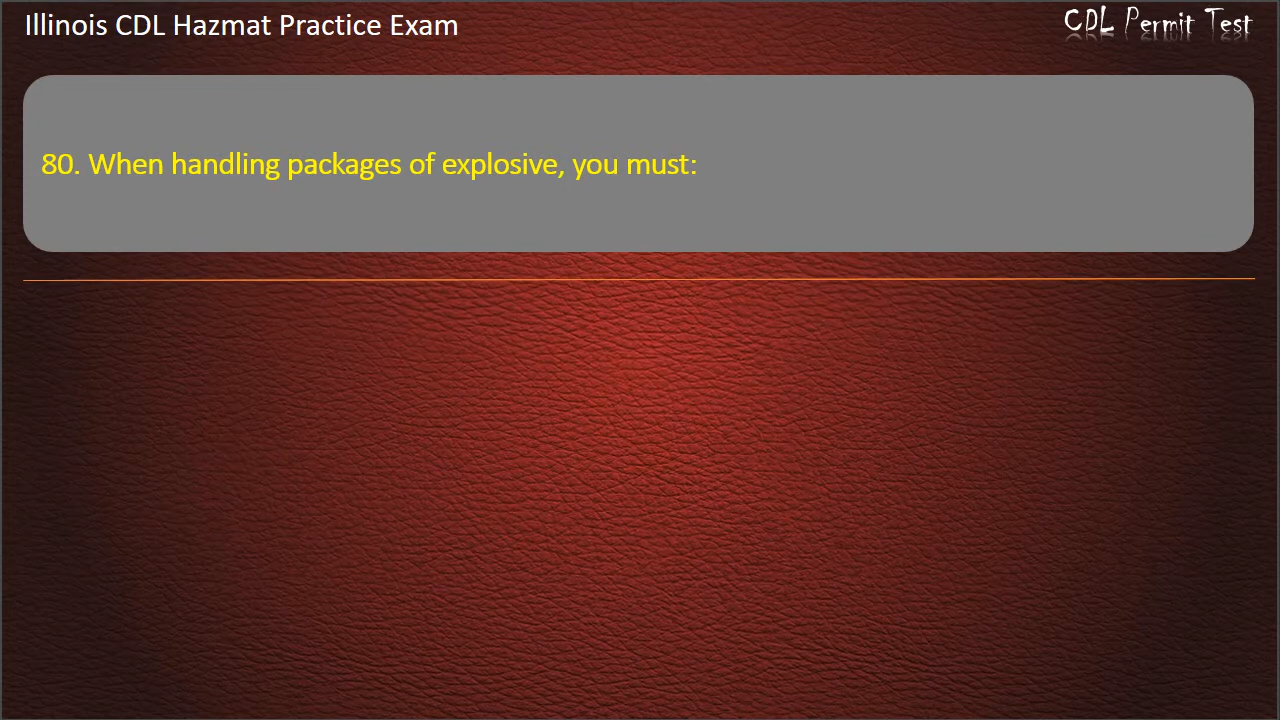 Illinois CDL Hazmat Practice Exam
CDL Permit Test
80. When handling packages of explosive, you must: